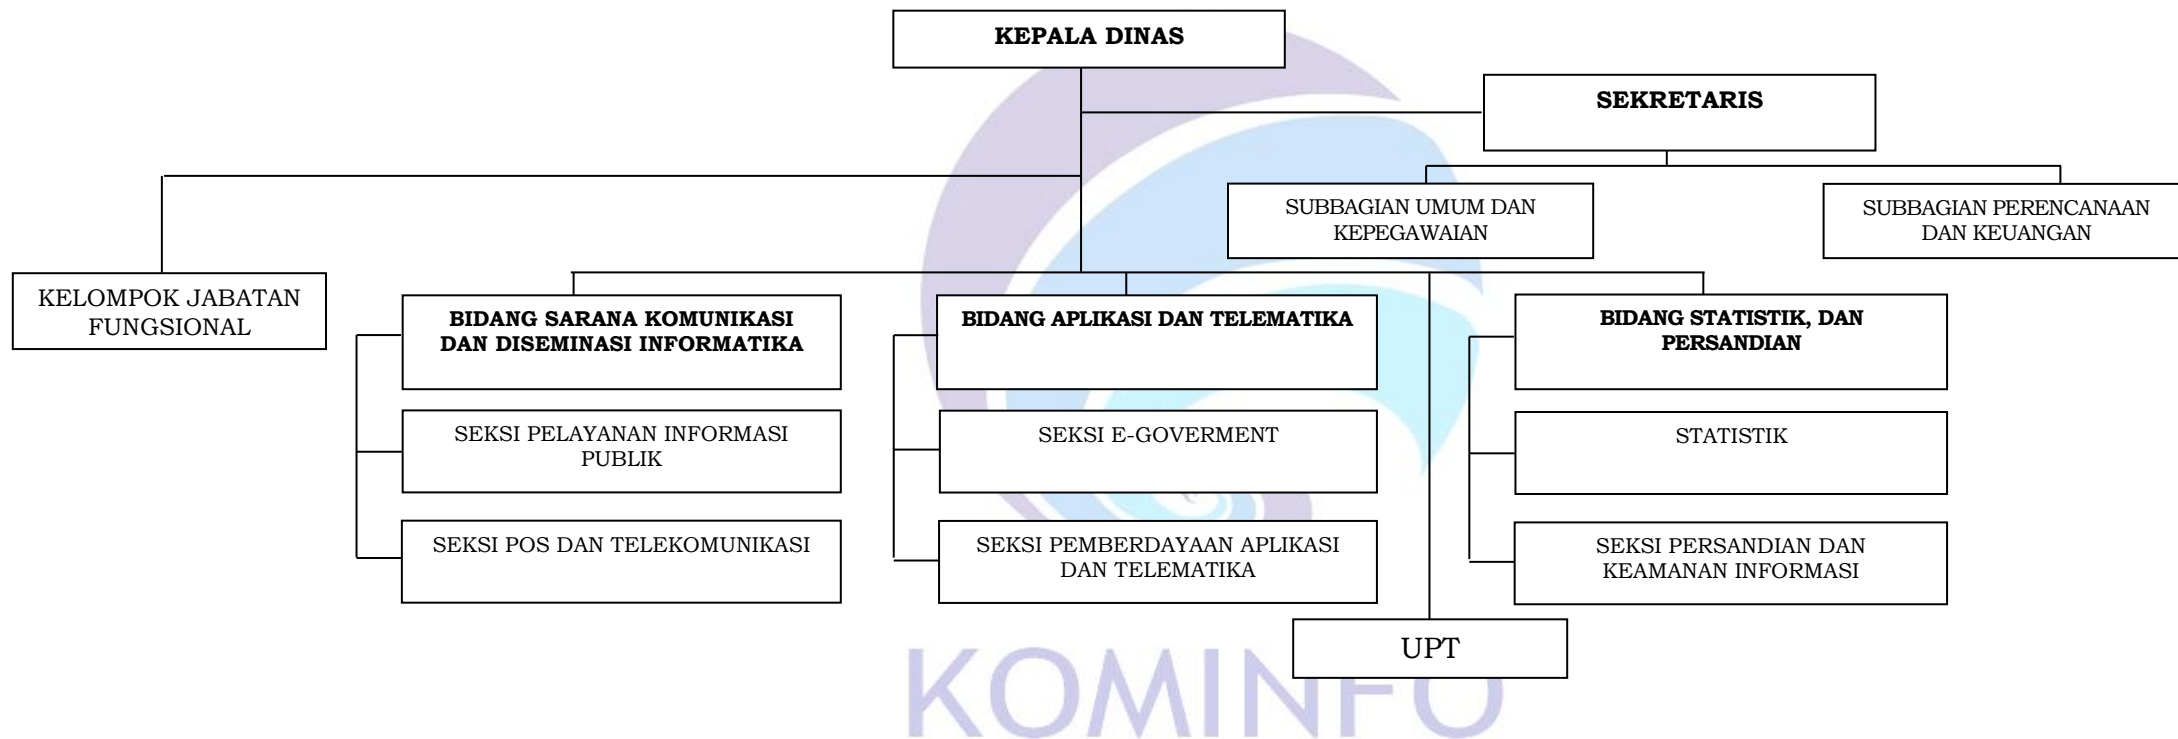 KEPALA DINAS
SEKRETARIS
SUBBAGIAN UMUM DAN
KEPEGAWAIAN
SUBBAGIAN PERENCANAAN
DAN KEUANGAN
KELOMPOK JABATAN
FUNGSIONAL
BIDANG SARANA KOMUNIKASI
DAN DISEMINASI INFORMATIKA
BIDANG APLIKASI DAN TELEMATIKA
BIDANG STATISTIK, DAN
PERSANDIAN
SEKSI PELAYANAN INFORMASI
PUBLIK
SEKSI E-GOVERMENT
STATISTIK
SEKSI POS DAN TELEKOMUNIKASI
SEKSI PEMBERDAYAAN APLIKASI
DAN TELEMATIKA
SEKSI PERSANDIAN DAN
KEAMANAN INFORMASI
UPT
KOMINFO